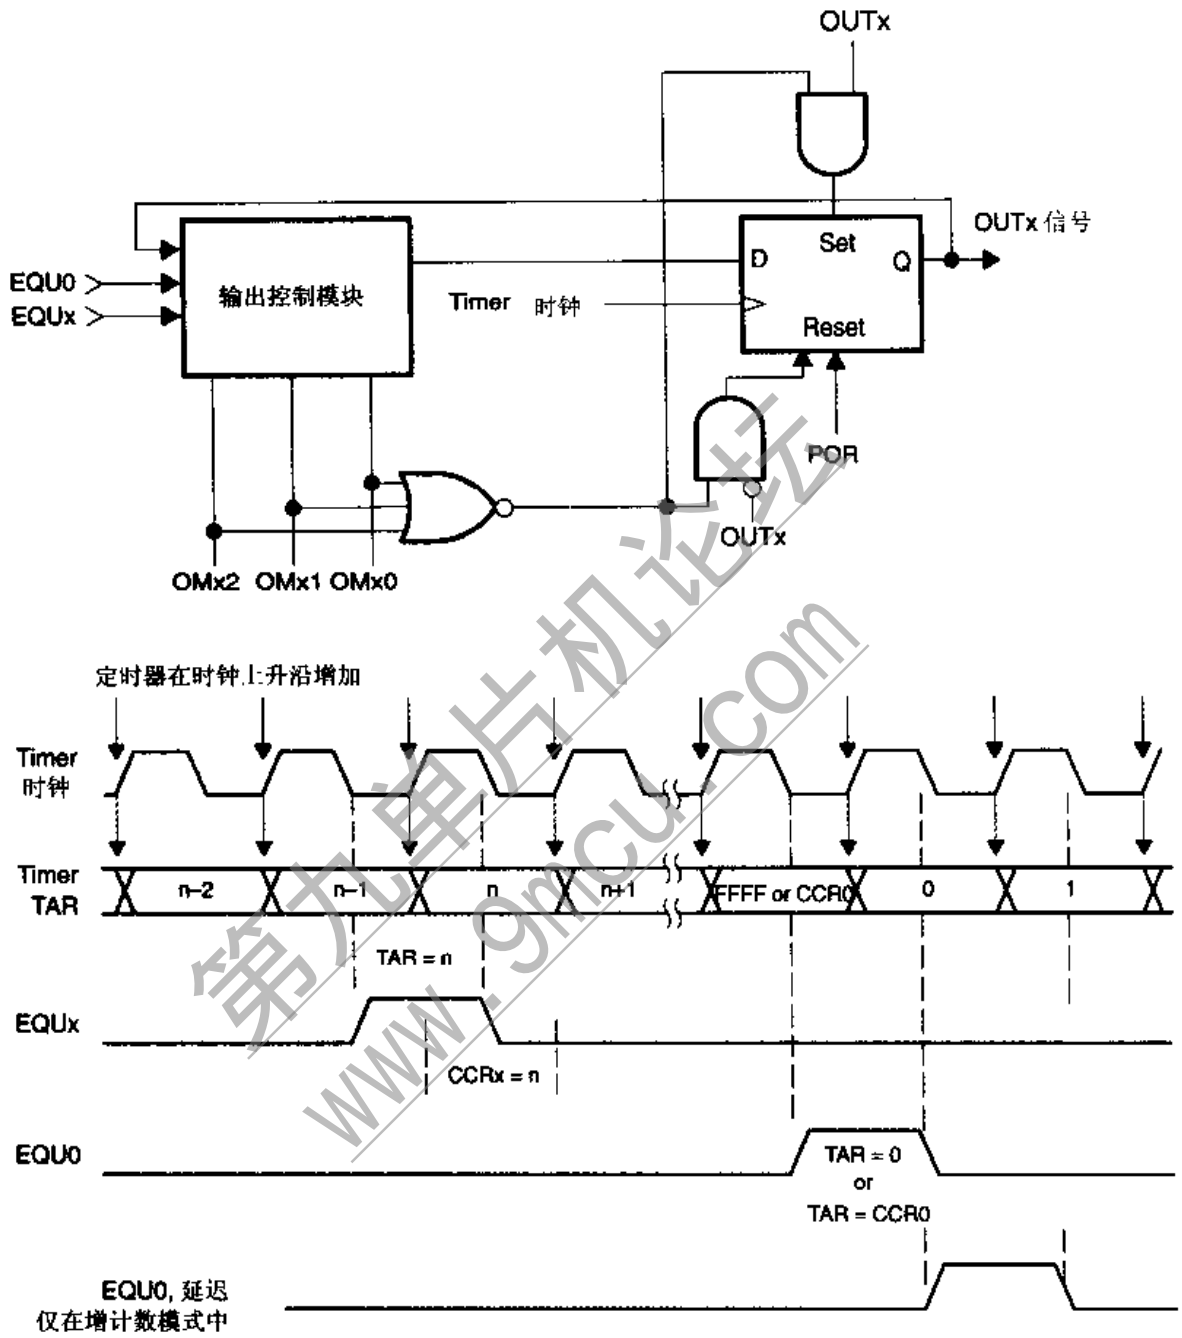 OUTx
OUTx 信号
Set
D
Q
EQU0
EQUx
输出控制模块
Timer 时钟
Reset
POR
OUTx
OMx2 OMx1 OMx0
定时器在时钟上升沿增加
Timer
时钟
Timer
TAR
n-2
n-1
n
n+1
FFFF or CCR0
0
1
TAR = n
EQUx
CCRx = n
EQU0
TAR = 0
or
TAR = CCR0
EQU0, 延迟
仅在增计数模式中
第九单片机论坛
www.9mcu.com